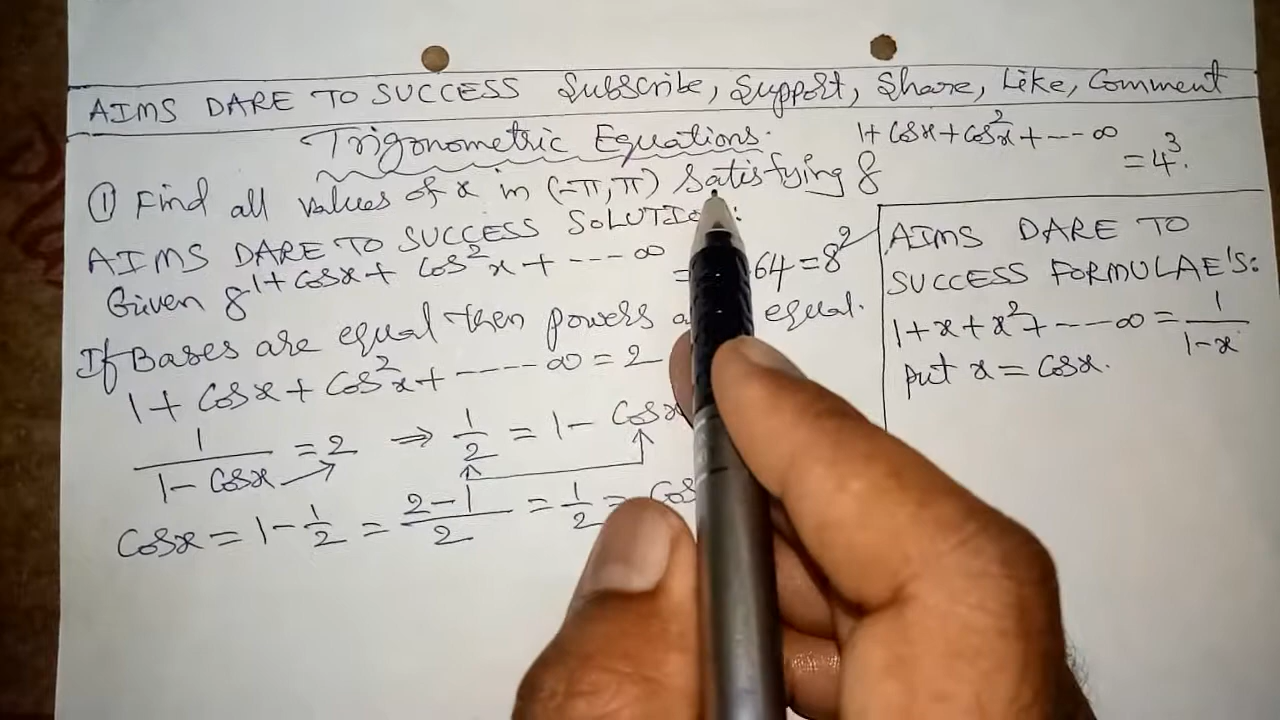 AIMS DARE TO SUCCESS Subscribe, Support, Share, Like, Comment
Trigonometric Equations.
① Find all values of x in (-π, π) Satisfying 8^(1+Cosx+Cos²x+----∞) = 4³.
AIMS DARE TO SUCCESS SOLUTION:
Given 8^(1+Cosx+Cos²x+----∞) = 64 = 8²
If Bases are equal then powers equal.
1+Cosx+Cos²x+-----∞ = 2
1/(1-Cosx) = 2 ⇒ 1/2 = 1-Cosx
Cosx = 1-1/2 = (2-1)/2 = 1/2 = Cos
AIMS DARE TO
SUCCESS FORMULAE'S:
1+x+x²+----∞ = 1/(1-x)
put x = Cosx.